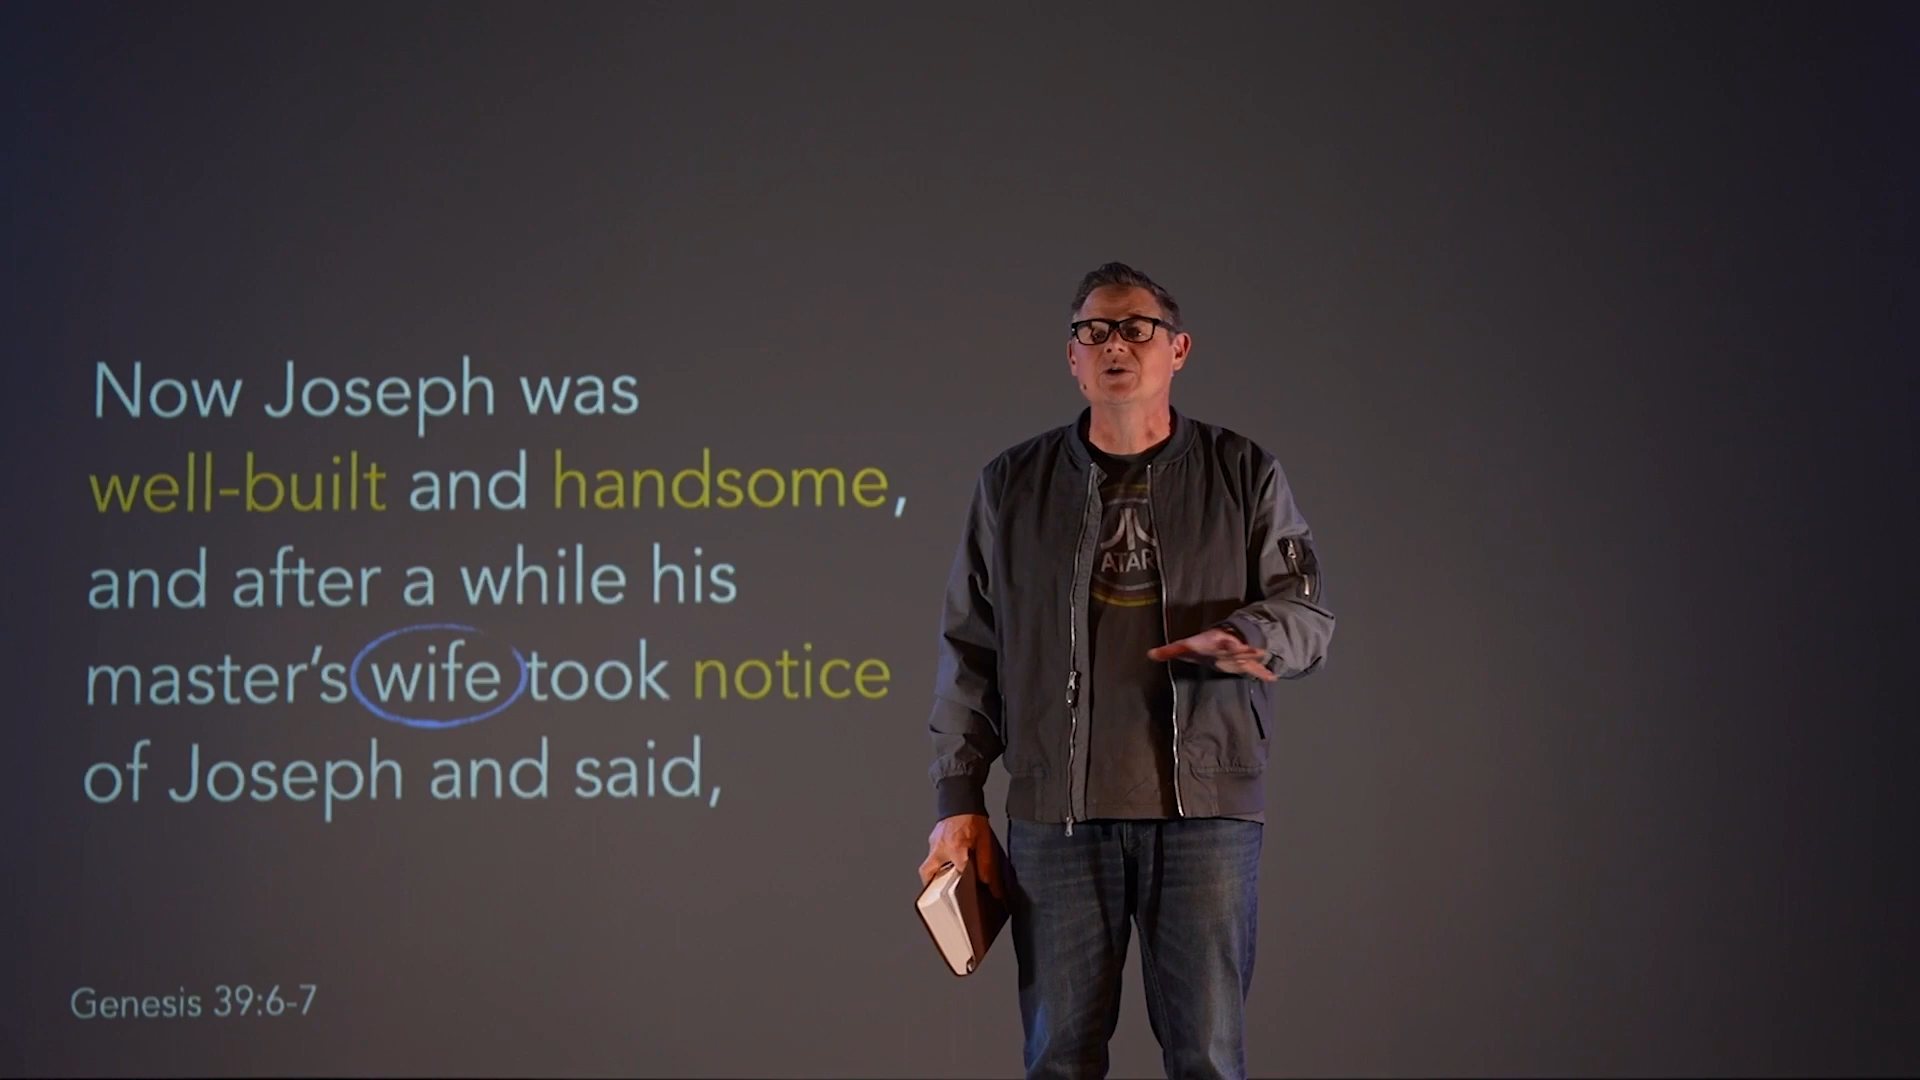 Now Joseph was
well-built and handsome,
and after a while his
master's wife took notice
of Joseph and said,
Genesis 39:6-7
ATARI